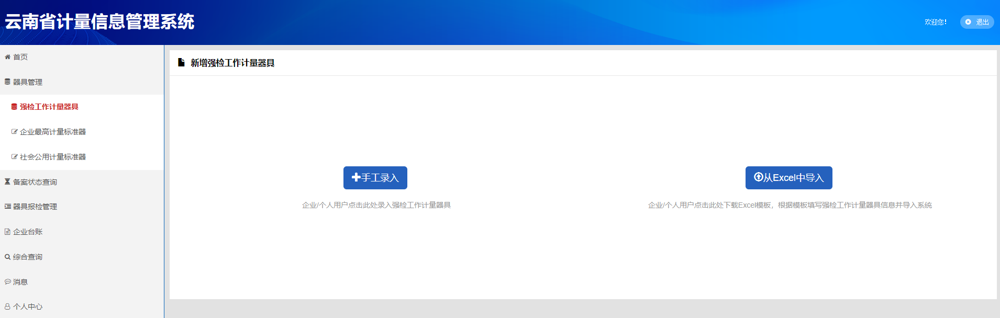 云南省计量信息管理系统
欢迎您!
退出
首页
器具管理
强检工作计量器具
企业最高计量标准器
社会公用计量标准器
备案状态查询
器具报检管理
企业台账
综合查询
消息
个人中心
新增强检工作计量器具
手工录入
企业/个人用户点击此处录入强检工作计量器具
从Excel中导入
企业/个人用户点击此处下载Excel模板，根据模板填写强检工作计量器具信息并导入系统